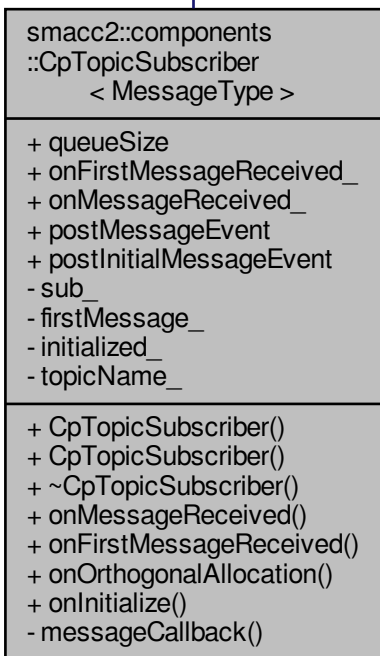 smacc2::components
::CpTopicSubscriber
< MessageType >
+ queueSize
+ onFirstMessageReceived_
+ onMessageReceived_
+ postMessageEvent
+ postInitialMessageEvent
- sub_
- firstMessage_
- initialized_
- topicName_
+ CpTopicSubscriber()
+ CpTopicSubscriber()
+ ~CpTopicSubscriber()
+ onMessageReceived()
+ onFirstMessageReceived()
+ onOrthogonalAllocation()
+ onInitialize()
- messageCallback()